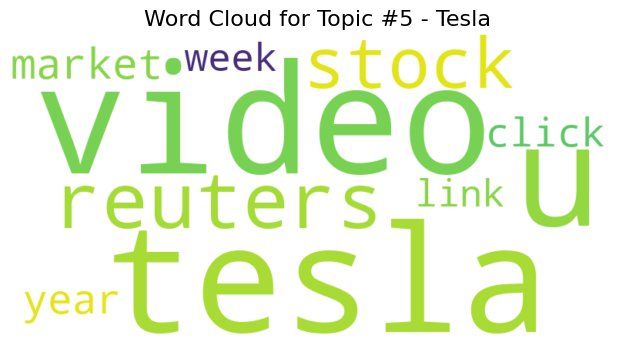 Word Cloud for Topic #5 - Tesla
market week stock
video click
reuters link u
year tesla